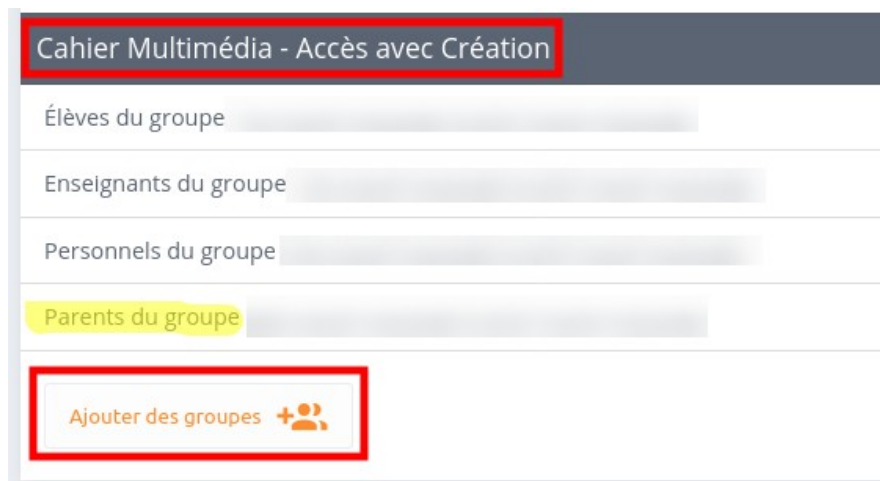 Cahier Multimédia - Accès avec Création
Élèves du groupe
Enseignants du groupe
Personnels du groupe
Parents du groupe
Ajouter des groupes